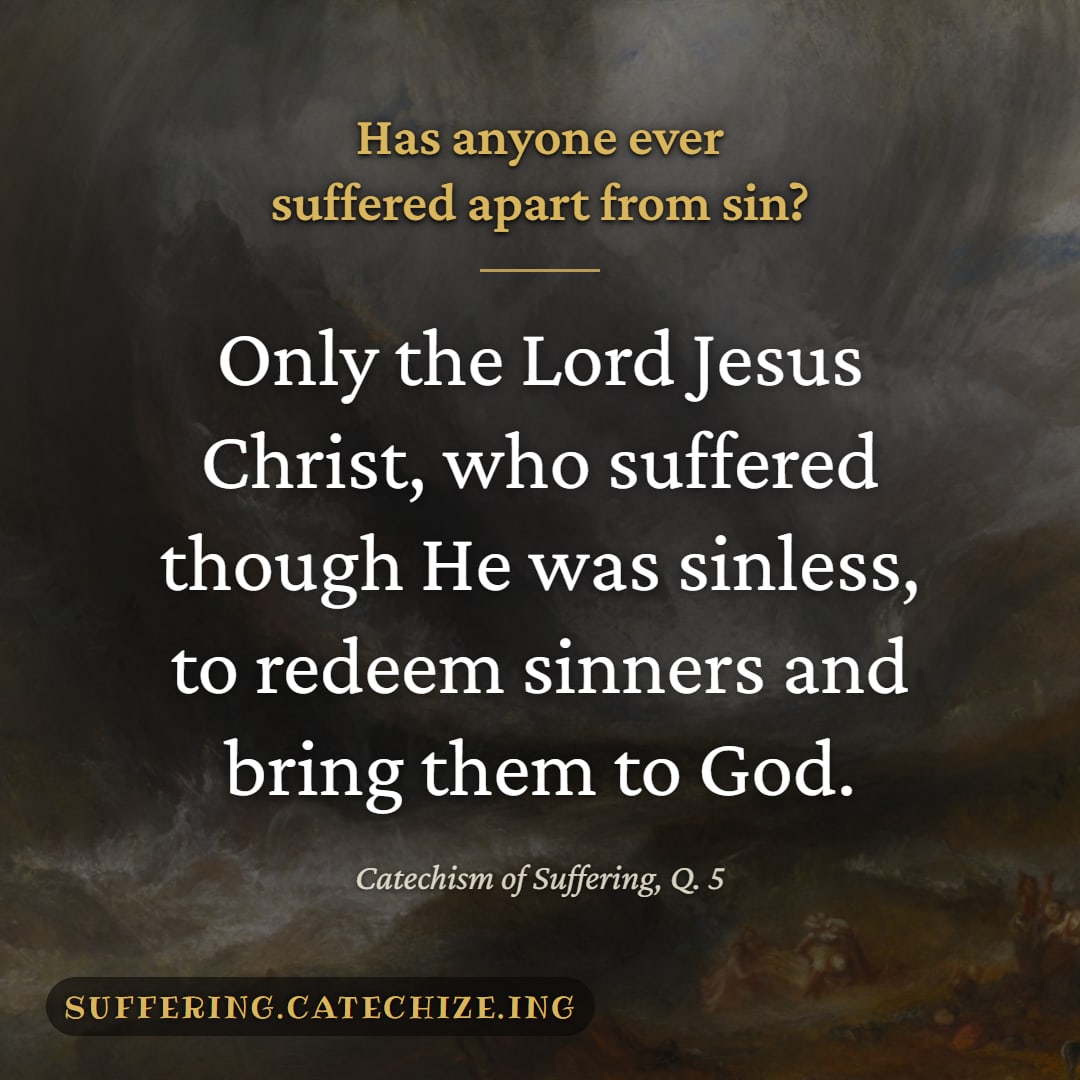 Has anyone ever
suffered apart from sin?
Only the Lord Jesus
Christ, who suffered
though He was sinless,
to redeem sinners and
bring them to God.
Catechism of Suffering, Q. 5
SUFFERING.CATECHIZE.ING